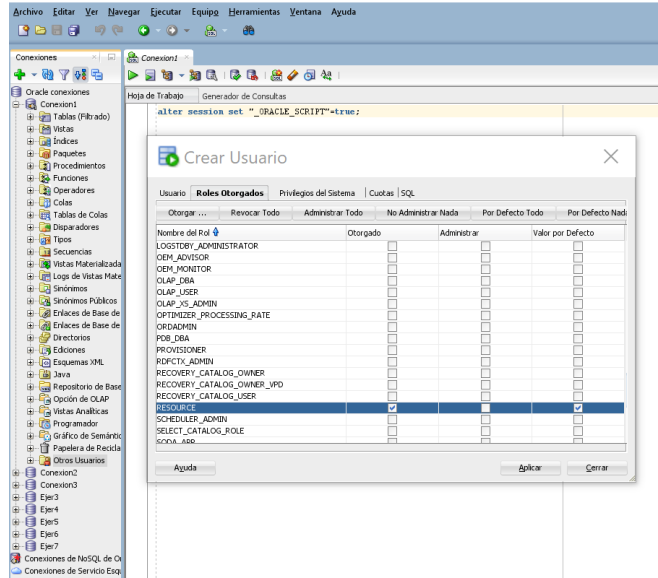 Archivo Editar Ver Navegar Ejecutar Equipo Herramientas Ventana Ayuda
Conexiones
Conexion1
Oracle conexiones
Conexion1
Tablas (Filtrado)
Vistas
Índices
Paquetes
Procedimientos
Funciones
Operadores
Colas
Tablas de Colas
Disparadores
Tipos
Secuencias
Vistas Materializada
Logs de Vistas Mate
Sinónimos
Sinónimos Públicos
Enlaces de Base de
Enlaces de Base de
Directorios
Ediciones
Esquemas XML
Java
Repositorio de Base
Opción de OLAP
Vistas Analíticas
Programador
Gráfico de Semántic
Papelera de Recicla
Otros Usuarios
Conexion2
Conexion3
Ejer3
Ejer4
Ejer5
Ejer6
Ejer7
Conexiones de NoSQL de Or
Conexiones de Servicio Esqu
Hoja de Trabajo Generador de Consultas
alter session set "_ORACLE_SCRIPT"=true;
Crear Usuario
Usuario Roles Otorgados Privilegios del Sistema Cuotas SQL
Otorgar ... Revocar Todo Administrar Todo No Administrar Nada Por Defecto Todo Por Defecto Nada
Nombre del Rol Otorgado Administrar Valor por Defecto
LOGSTDBY_ADMINISTRATOR
OEM_ADVISOR
OEM_MONITOR
OLAP_DBA
OLAP_USER
OLAP_XS_ADMIN
OPTIMIZER_PROCESSING_RATE
ORDADMIN
PDB_DBA
PROVISIONER
RDFCTX_ADMIN
RECOVERY_CATALOG_OWNER
RECOVERY_CATALOG_OWNER_VPD
RECOVERY_CATALOG_USER
RESOURCE
SCHEDULER_ADMIN
SELECT_CATALOG_ROLE
SODA_APP
Ayuda Aplicar Cerrar